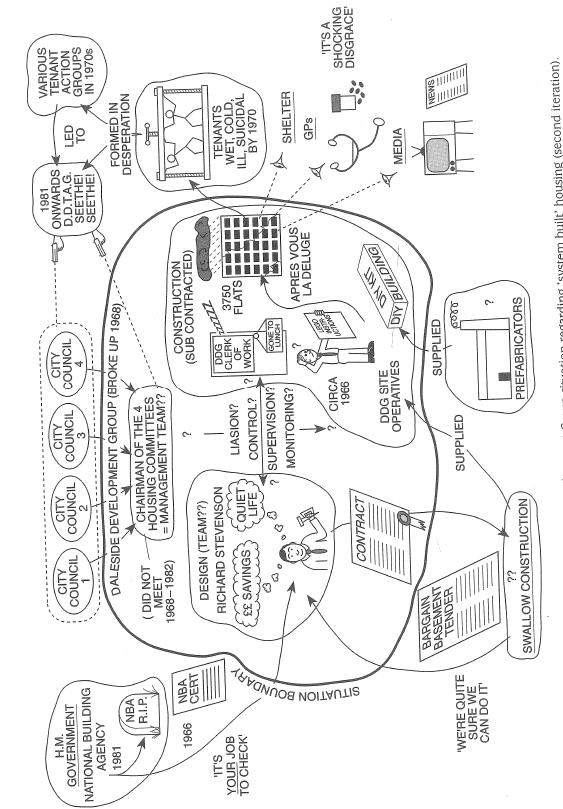 H.M.
GOVERNMENT
NATIONAL BUILDING
AGENCY
1981
NBA
R.I.P.
1966
NBA
CERT
'IT'S
YOUR JOB
TO CHECK'
SITUATION BOUNDARY
CITY
COUNCIL
1
CITY
COUNCIL
2
CITY
COUNCIL
3
CITY
COUNCIL
4
DALESIDE DEVELOPMENT GROUP (BROKE UP 1968)
CHAIRMAN OF THE 4
HOUSING COMMITTEES
= MANAGEMENT TEAM??
( DID NOT
MEET
1968–1982)
1981
ONWARDS
D.D.T.A.G.
SEETHE!
SEETHE!
LED
TO
VARIOUS
TENANT
ACTION
GROUPS
IN 1970s
FORMED IN
DESPERATION
TENANTS
WET, COLD,
ILL, SUICIDAL
BY 1970
SHELTER
GPs
MEDIA
'IT'S A
SHOCKING
DISGRACE'
NEWS
DESIGN (TEAM??)
RICHARD STEVENSON
££ SAVINGS
QUIET
LIFE
?
?
LIASION?
CONTROL?
SUPERVISION?
MONITORING?
?
?
CONSTRUCTION
(SUB CONTRACTED)
ZZZZZ
DDG
CLERK
OF
WORK
GONE TO
LUNCH
3750
FLATS
'APRES VOUS'
LA DELUGE
?
CIRCA
1966
DIY KIT
DIY BUILDING
DDG SITE
OPERATIVES
CONTRACT
SUPPLIED
SUPPLIED
?
PREFABRICATORS
BARGAIN
BASEMENT
TENDER
??
SWALLOW CONSTRUCTION
'WE'RE QUITE
SURE WE
CAN DO IT'
situation regarding 'system built' housing (second iteration).